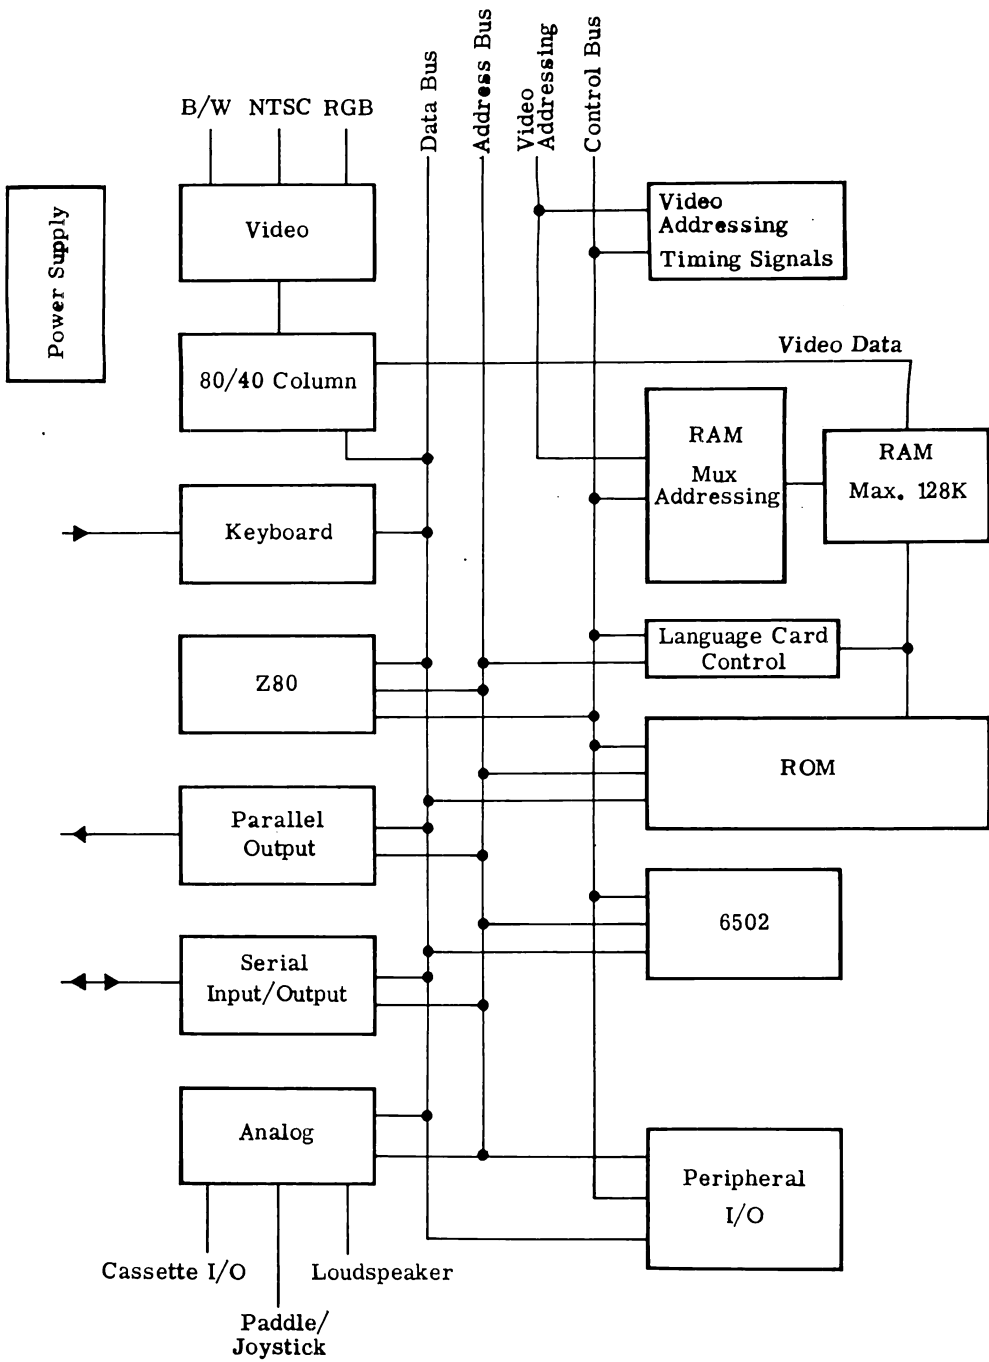 Data Bus
Address Bus
Video
Addressing
Control Bus
B/W NTSC RGB
Power Supply
Video
Video
Addressing
Timing Signals
80/40 Column
Video Data
RAM
Mux
Addressing
RAM
Max. 128K
Keyboard
Language Card
Control
Z80
ROM
Parallel
Output
6502
Serial
Input/Output
Analog
Peripheral
I/O
Cassette I/O
Loudspeaker
Paddle/
Joystick